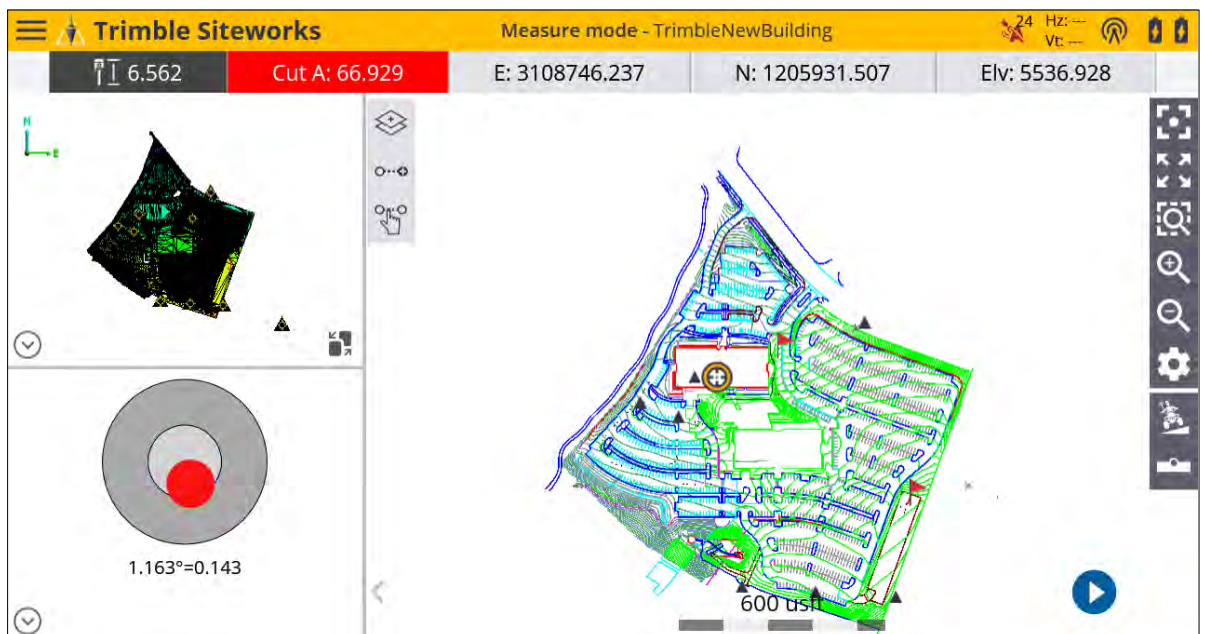 Trimble Siteworks
Measure mode - TrimbleNewBuilding
24 Hz: ---
Vt: ---
6.562 Cut A: 66.929 E: 3108746.237 N: 1205931.507 Elv: 5536.928
N
E
1.163°=0.143
600 usft